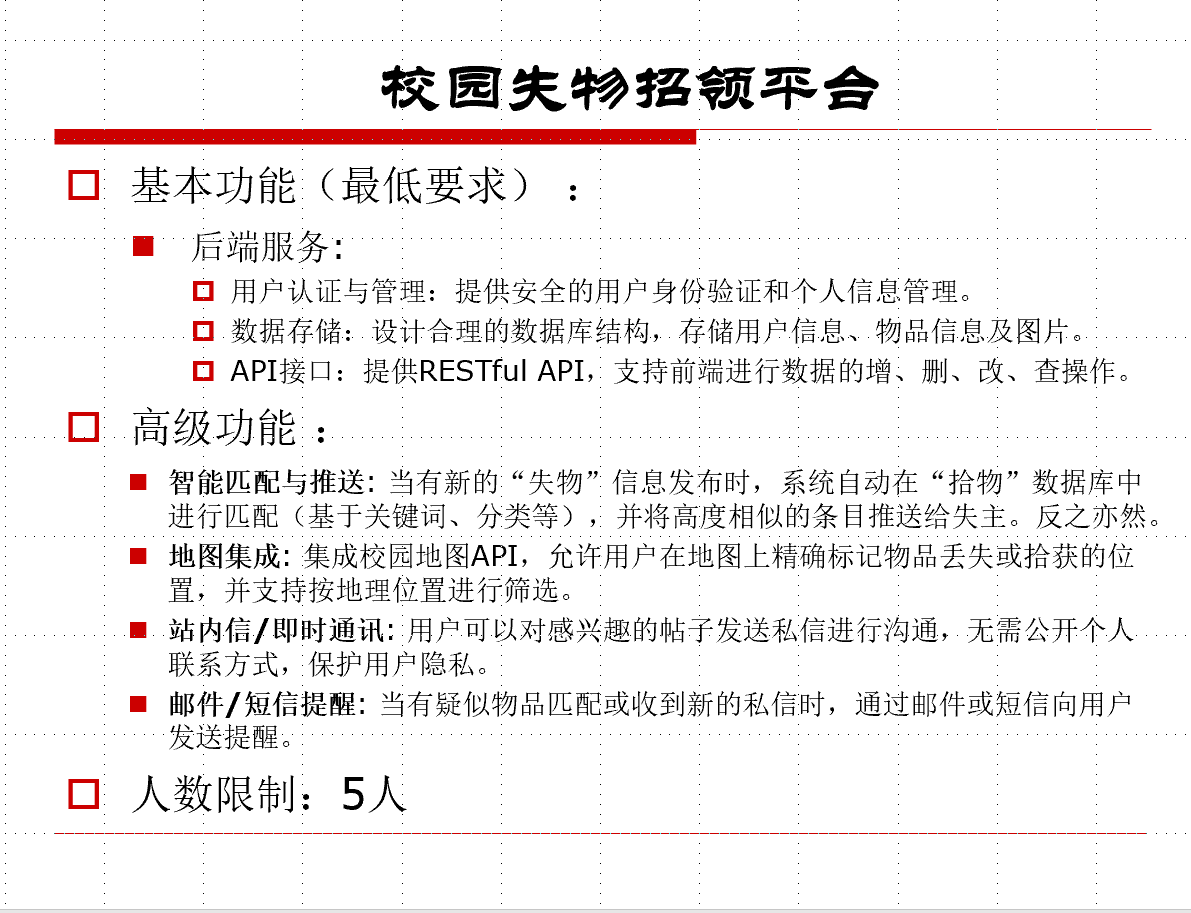 校园失物招领平台
基本功能（最低要求）：
后端服务:
用户认证与管理：提供安全的用户身份验证和个人信息管理。
数据存储：设计合理的数据库结构，存储用户信息、物品信息及图片。
API接口：提供RESTful API，支持前端进行数据的增、删、改、查操作。
高级功能：
智能匹配与推送: 当有新的“失物”信息发布时，系统自动在“拾物”数据库中
进行匹配（基于关键词、分类等），并将高度相似的条目推送给失主。反之亦然。
地图集成: 集成校园地图API，允许用户在地图上精确标记物品丢失或拾获的位
置，并支持按地理位置进行筛选。
站内信/即时通讯: 用户可以对感兴趣的帖子发送私信进行沟通，无需公开个人
联系方式，保护用户隐私。
邮件/短信提醒: 当有疑似物品匹配或收到新的私信时，通过邮件或短信向用户
发送提醒。
人数限制：5人